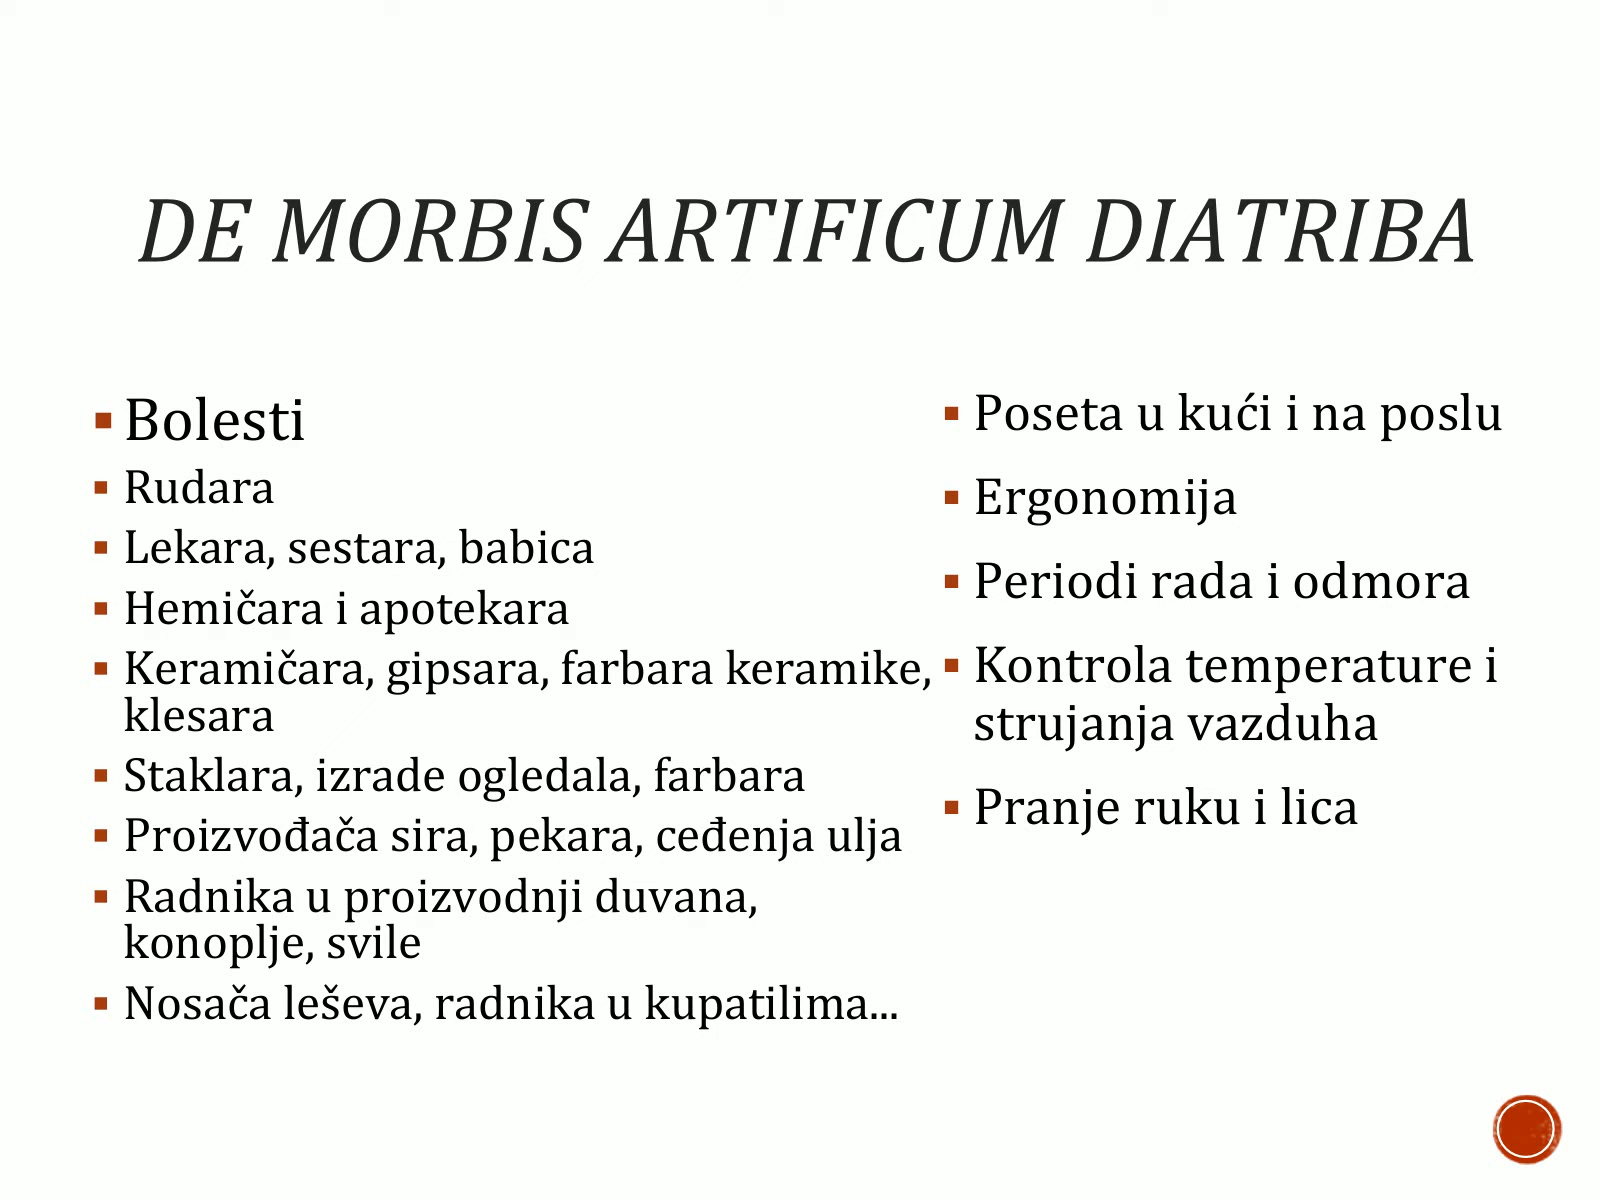 DE MORBIS ARTIFICUM DIATRIBA
Bolesti
Rudara
Lekara, sestara, babica
Hemičara i apotekara
Keramičara, gipsara, farbara keramike,
klesara
Staklara, izrade ogledala, farbara
Proizvođača sira, pekara, ceđenja ulja
Radnika u proizvodnji duvana,
konoplje, svile
Nosača leševa, radnika u kupatilima...
Poseta u kući i na poslu
Ergonomija
Periodi rada i odmora
Kontrola temperature i
strujanja vazduha
Pranje ruku i lica